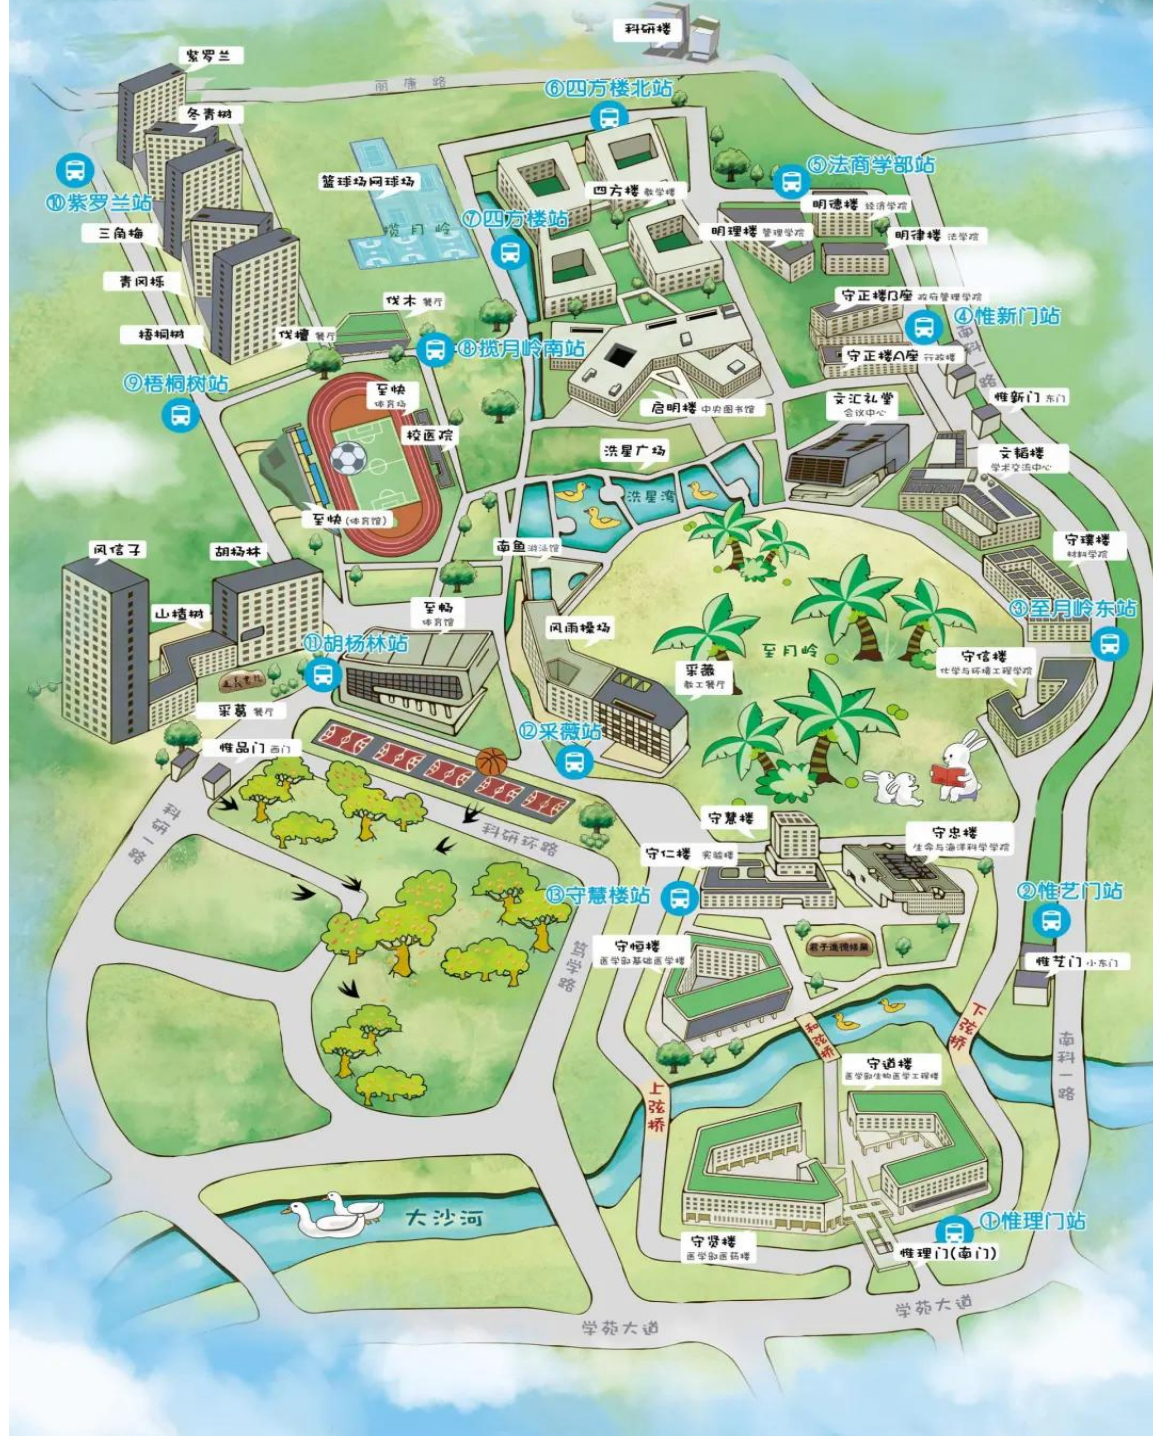 科研楼
紫罗兰
丽康路
⑥四方楼北站
冬青树
⑤法商学部站
篮球场网球场
四方楼 教学楼
明德楼 经济学院
⑩紫罗兰站
⑦四方楼站
揽月岭
明理楼 管理学院
明律楼 法学院
三角梅
青冈栎
伐木 餐厅
守正楼B座 政府管理学院
④惟新门站
梧桐树
伐檀 餐厅
⑧揽月岭南站
南科一路
守正楼A座 行政楼
⑨梧桐树站
至快
体育场
启明楼 中央图书馆
文汇礼堂
会议中心
惟新门 东门
校医院
洗星广场
文韬楼
学术交流中心
洗星湾
至快(体育馆)
风信子
胡杨林
南鱼游泳馆
守璞楼
材料学院
山楂树
至畅
体育馆
风雨操场
③至月岭东站
⑪胡杨林站
至月岭
守信楼
化学与环境工程学院
采薇
教工餐厅
采葛 餐厅
惟品门 西门
⑫采薇站
科研一路
科研环路
守慧楼
守忠楼
生命与海洋科学学院
守仁楼 实验楼
⑬守慧楼站
②惟艺门站
守恒楼
医学部基础医学楼
君子道德修展
惟艺门 小东门
筑学路
和弦桥
下弦桥
南科一路
守道楼
医学部生物医学工程楼
上弦桥
大沙河
①惟理门站
守贤楼
医学部医药楼
惟理门(南门)
学苑大道
学苑大道